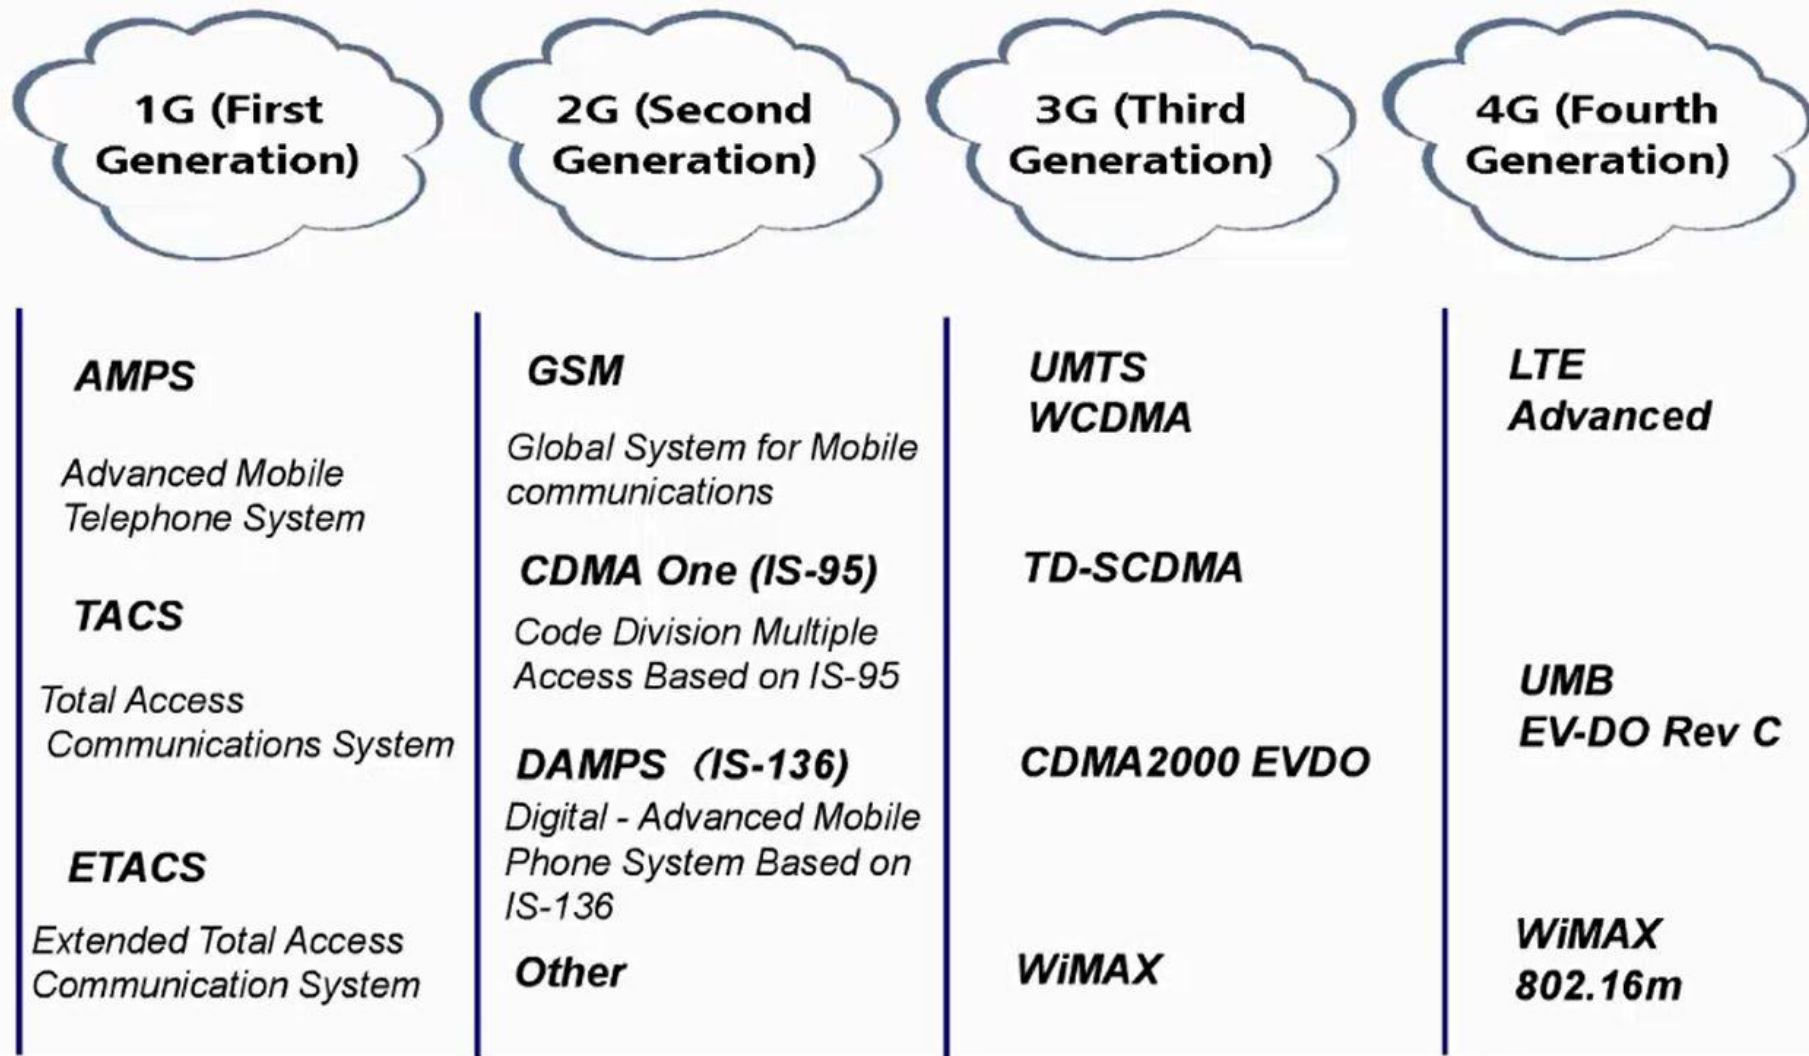 1G (First
Generation)
2G (Second
Generation)
3G (Third
Generation)
4G (Fourth
Generation)
AMPS
Advanced Mobile
Telephone System
TACS
Total Access
Communications System
ETACS
Extended Total Access
Communication System
GSM
Global System for Mobile
communications
CDMA One (IS-95)
Code Division Multiple
Access Based on IS-95
DAMPS（IS-136)
Digital - Advanced Mobile
Phone System Based on
IS-136
Other
UMTS
WCDMA
TD-SCDMA
CDMA2000 EVDO
WiMAX
LTE
Advanced
UMB
EV-DO Rev C
WiMAX
802.16m